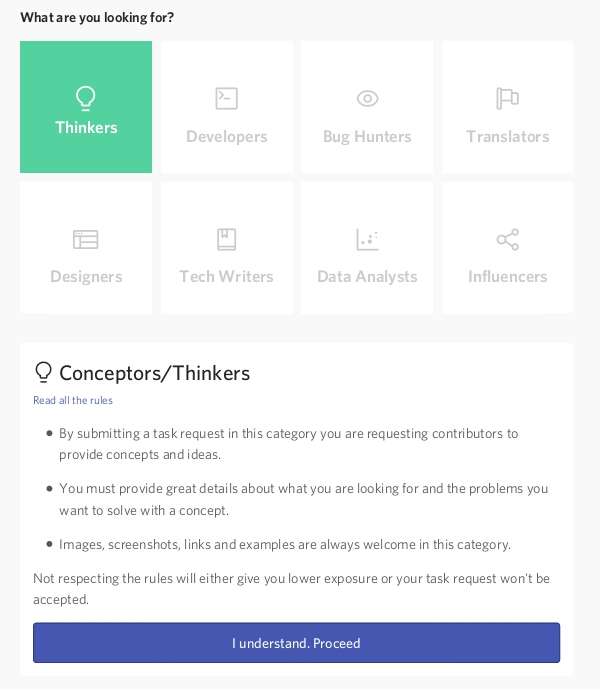 What are you looking for?
Thinkers
Developers
Bug Hunters
Translators
Designers
Tech Writers
Data Analysts
Influencers
Conceptors/Thinkers
Read all the rules
By submitting a task request in this category you are requesting contributors to
provide concepts and ideas.
You must provide great details about what you are looking for and the problems you
want to solve with a concept.
Images, screenshots, links and examples are always welcome in this category.
Not respecting the rules will either give you lower exposure or your task request won't be
accepted.
I understand. Proceed